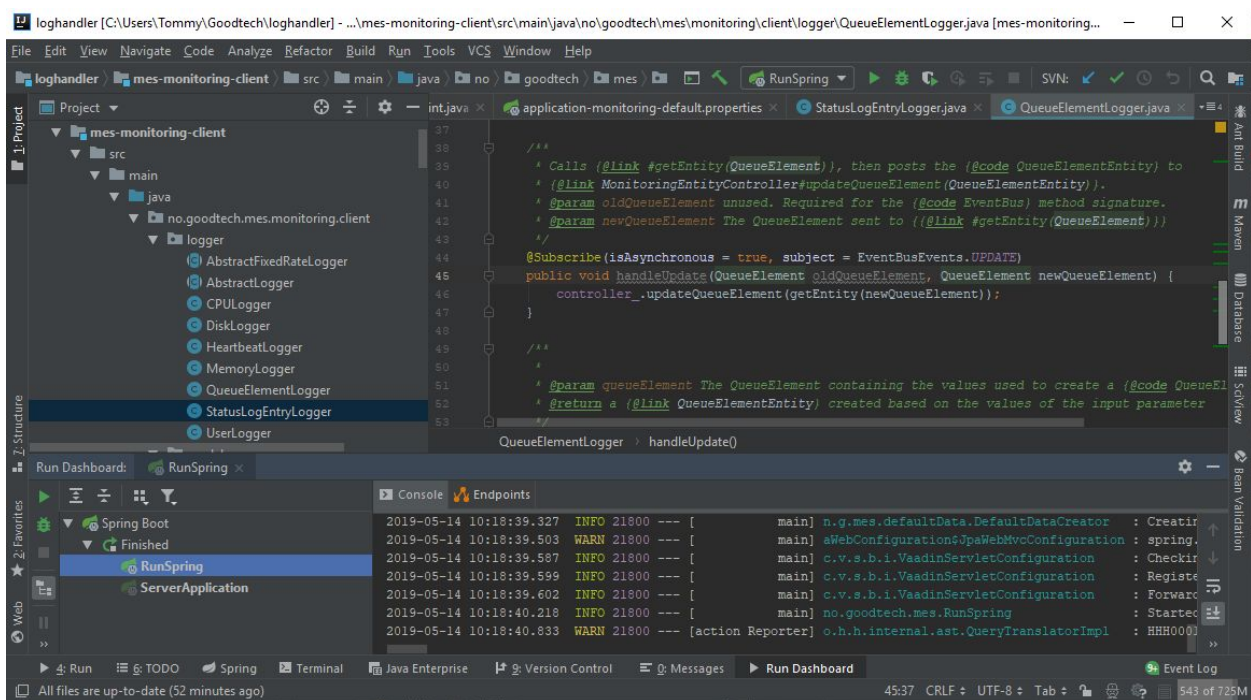 loghandler [C:\Users\Tommy\Goodtech\loghandler] - ...\mes-monitoring-client\src\main\java\no\goodtech\mes\monitoring\client\logger\QueueElementLogger.java [mes-monitoring...
File Edit View Navigate Code Analyze Refactor Build Run Tools VCS Window Help
loghandler mes-monitoring-client src main java no goodtech mes RunSpring SVN:
1: Project
7: Structure
2: Favorites
Web
Project
mes-monitoring-client
src
main
java
no.goodtech.mes.monitoring.client
logger
AbstractFixedRateLogger
AbstractLogger
CPULogger
DiskLogger
HeartbeatLogger
MemoryLogger
QueueElementLogger
StatusLogEntryLogger
UserLogger
int.java application-monitoring-default.properties StatusLogEntryLogger.java QueueElementLogger.java 4
37
38 /**
39 * Calls {@link #getEntity(QueueElement)}, then posts the {@code QueueElementEntity} to
40 * {@link MonitoringEntityController#updateQueueElement(QueueElementEntity)}.
41 * @param oldQueueElement unused. Required for the {@code EventBus} method signature.
42 * @param newQueueElement The QueueElement sent to {{@link #getEntity(QueueElement)}}
43 */
44 @Subscribe(isAsynchronous = true, subject = EventBusEvents.UPDATE)
45 public void handleUpdate(QueueElement oldQueueElement, QueueElement newQueueElement) {
46 controller_.updateQueueElement(getEntity(newQueueElement));
47 }
48
49 /**
50 *
51 * @param queueElement The QueueElement containing the values used to create a {@code QueueEl
52 * @return a {@link QueueElementEntity} created based on the values of the input parameter
53 */
QueueElementLogger handleUpdate()
Ant Build
Maven
Database
SciView
Bean Validation
Run Dashboard: RunSpring
Spring Boot
Finished
RunSpring
ServerApplication
Console Endpoints
2019-05-14 10:18:39.327 INFO 21800 --- [ main] n.g.mes.defaultData.DefaultDataCreator : Creatin
2019-05-14 10:18:39.503 WARN 21800 --- [ main] aWebConfiguration$JpaWebMvcConfiguration : spring.
2019-05-14 10:18:39.587 INFO 21800 --- [ main] c.v.s.b.i.VaadinServletConfiguration : Checkin
2019-05-14 10:18:39.599 INFO 21800 --- [ main] c.v.s.b.i.VaadinServletConfiguration : Registe
2019-05-14 10:18:39.602 INFO 21800 --- [ main] c.v.s.b.i.VaadinServletConfiguration : Forward
2019-05-14 10:18:40.218 INFO 21800 --- [ main] no.goodtech.mes.RunSpring : Started
2019-05-14 10:18:40.833 WARN 21800 --- [action Reporter] o.h.h.internal.ast.QueryTranslatorImpl : HHH0001
4: Run 6: TODO Spring Terminal Java Enterprise 9: Version Control 0: Messages Run Dashboard 9+ Event Log
All files are up-to-date (52 minutes ago) 45:37 CRLF UTF-8 Tab 543 of 725M